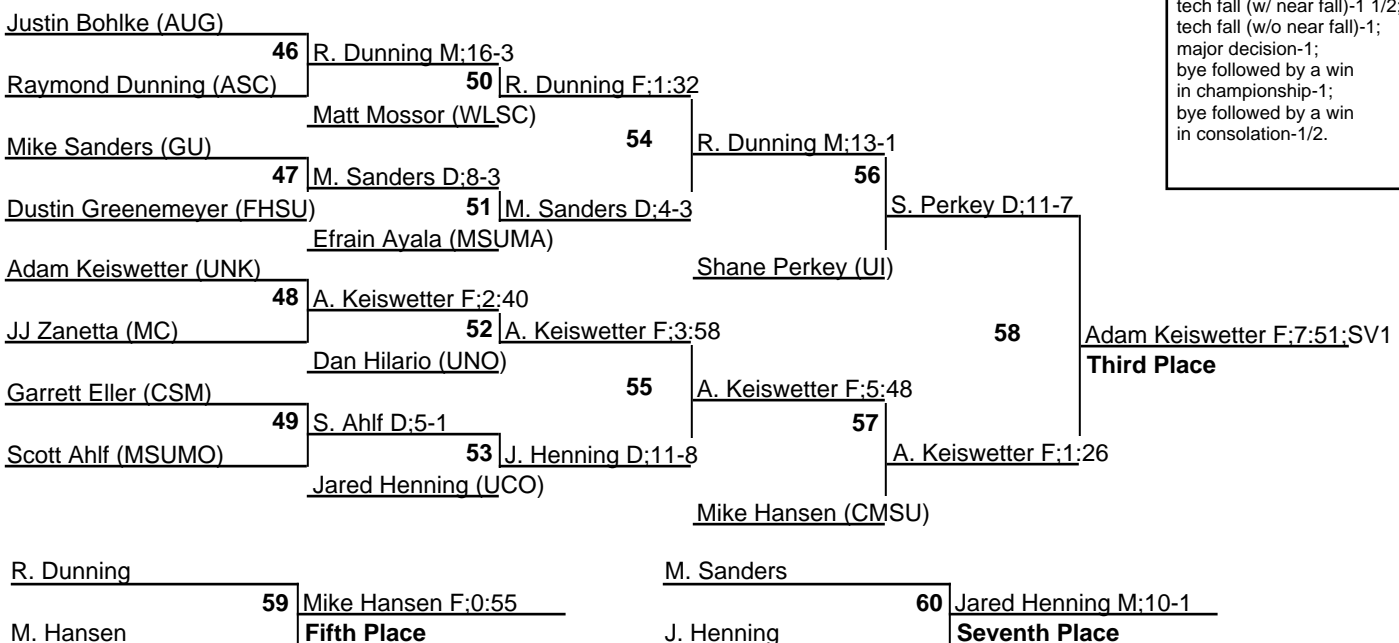 tech fall (w/ near fall)-1 1/2;
tech fall (w/o near fall)-1;
major decision-1;
bye followed by a win
in championship-1;
bye followed by a win
in consolation-1/2.
Justin Bohlke (AUG)
46 R. Dunning M;16-3
Raymond Dunning (ASC)
50 R. Dunning F;1:32
Matt Mossor (WLSC)
54 R. Dunning M;13-1
Mike Sanders (GU)
47 M. Sanders D;8-3
Dustin Greenemeyer (FHSU)
51 M. Sanders D;4-3
Efrain Ayala (MSUMA)
56 S. Perkey D;11-7
Shane Perkey (UI)
Adam Keiswetter (UNK)
48 A. Keiswetter F;2:40
JJ Zanetta (MC)
52 A. Keiswetter F;3:58
Dan Hilario (UNO)
58 Adam Keiswetter F;7:51;SV1
Third Place
55 A. Keiswetter F;5:48
Garrett Eller (CSM)
49 S. Ahlf D;5-1
Scott Ahlf (MSUMO)
53 J. Henning D;11-8
Jared Henning (UCO)
57 A. Keiswetter F;1:26
Mike Hansen (CMSU)
R. Dunning
59 Mike Hansen F;0:55
M. Hansen
Fifth Place
M. Sanders
60 Jared Henning M;10-1
J. Henning
Seventh Place